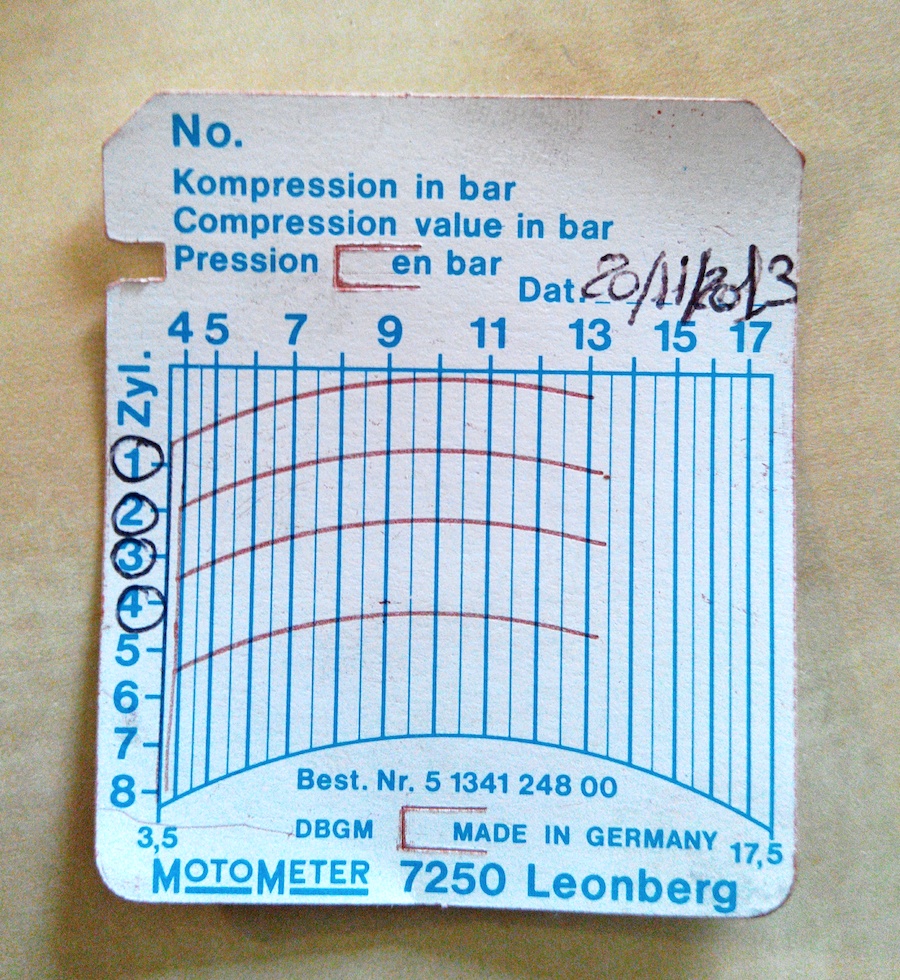 No.
Kompression in bar
Compression value in bar
Pression en bar
Dat. 20/11/2013
4 5 7 9 11 13 15 17
Zyl.
1
2
3
4
5
6
7
8
3,5
17,5
Best. Nr. 5 1341 248 00
DBGM MADE IN GERMANY
MOTOMETER 7250 Leonberg